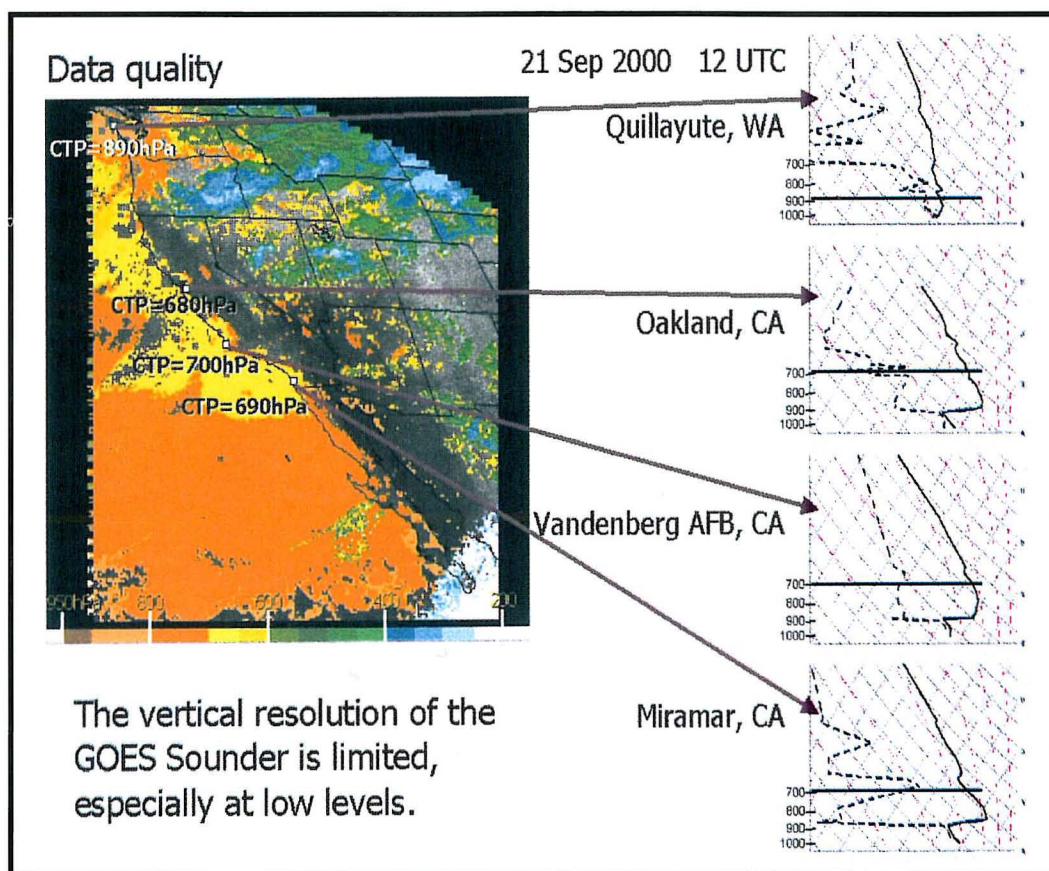 Data quality
21 Sep 2000 12 UTC
CTP=890hPa
CTP=680hPa
CTP=700hPa
CTP=690hPa
950hPa 800 600 400 200
Quillayute, WA
700
800
900
1000
Oakland, CA
700
800
900
1000
Vandenberg AFB, CA
700
800
900
1000
Miramar, CA
700
800
900
1000
The vertical resolution of the
GOES Sounder is limited,
especially at low levels.